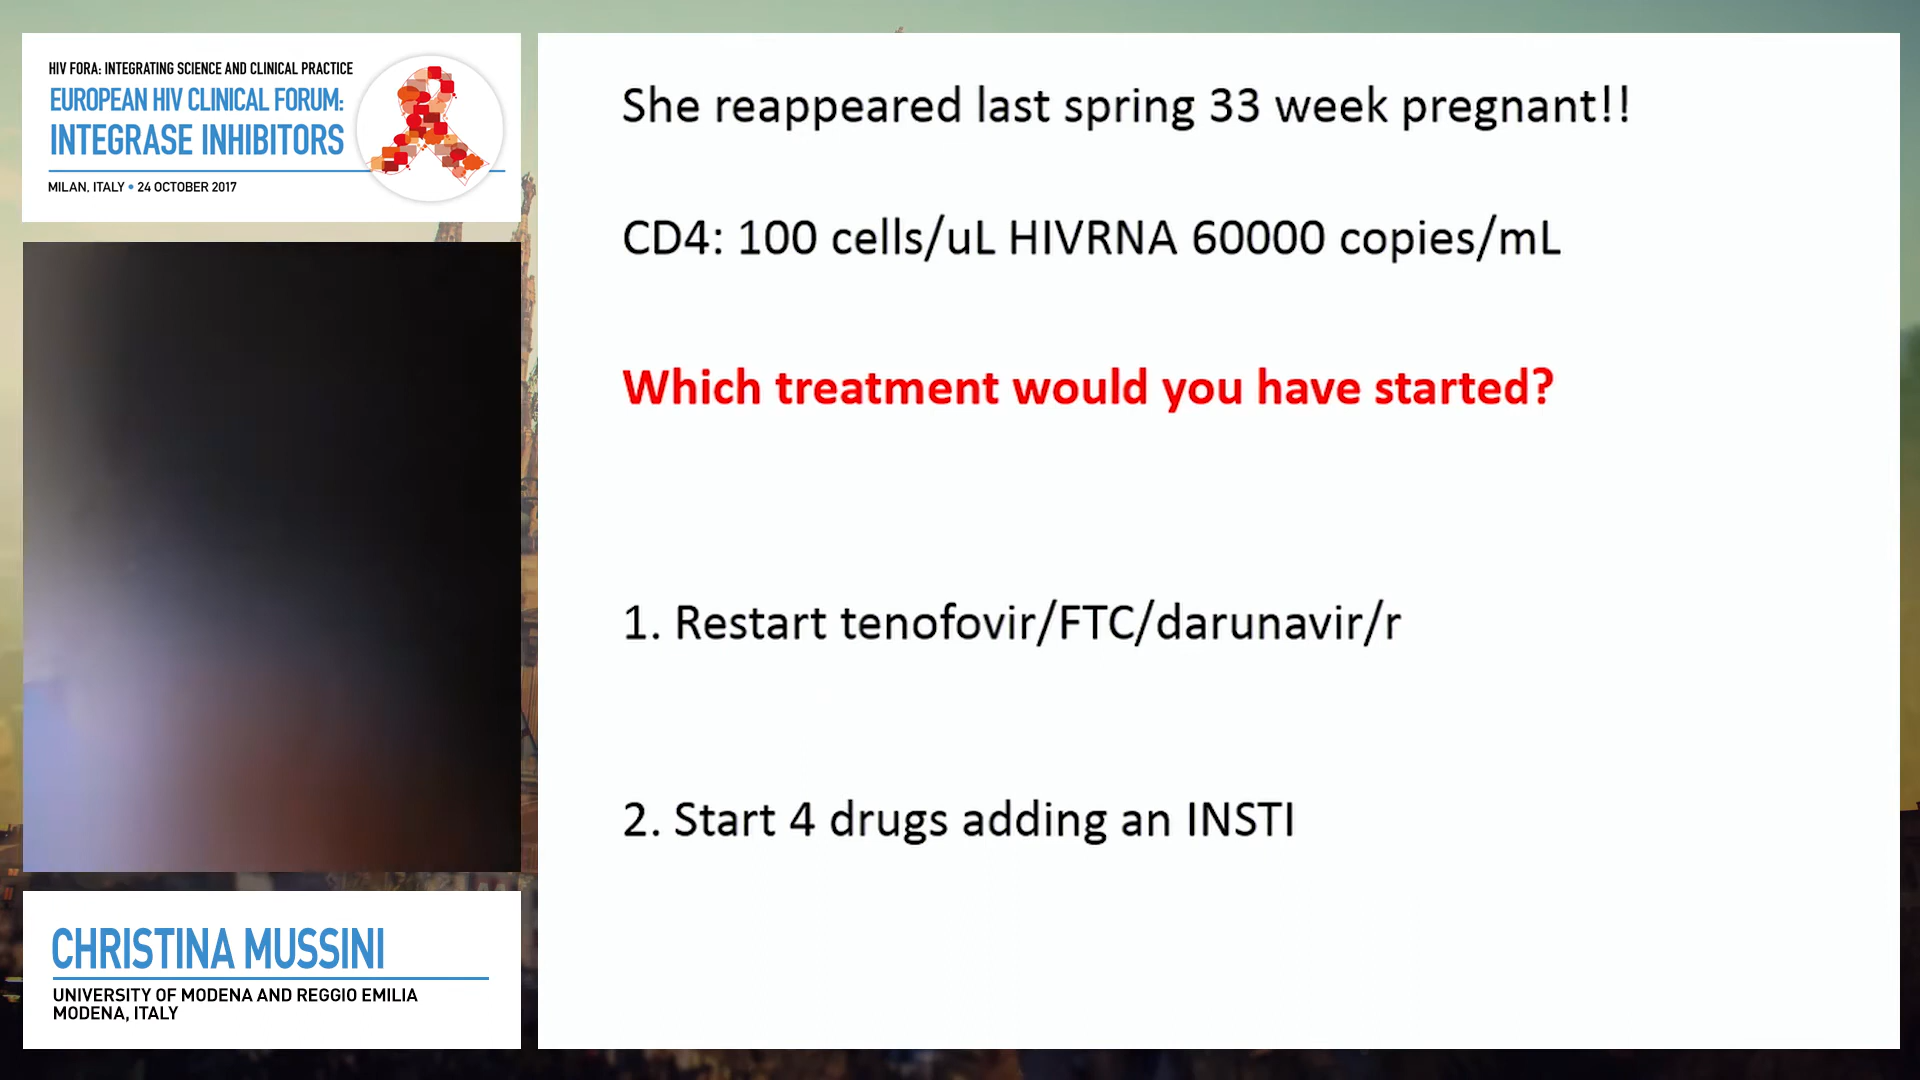 HIV FORA: INTEGRATING SCIENCE AND CLINICAL PRACTICE
EUROPEAN HIV CLINICAL FORUM:
INTEGRASE INHIBITORS
MILAN, ITALY • 24 OCTOBER 2017
She reappeared last spring 33 week pregnant!!
CD4: 100 cells/uL HIVRNA 60000 copies/mL
Which treatment would you have started?
1. Restart tenofovir/FTC/darunavir/r
2. Start 4 drugs adding an INSTI
CHRISTINA MUSSINI
UNIVERSITY OF MODENA AND REGGIO EMILIA
MODENA, ITALY